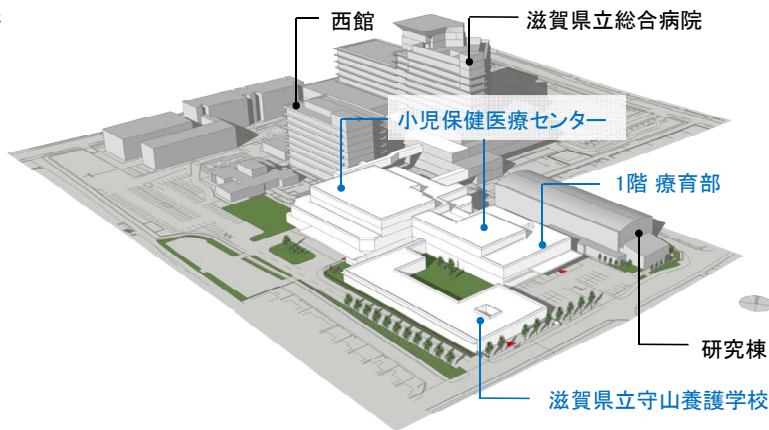 西館
滋賀県立総合病院
小児保健医療センター
1階 療育部
研究棟
滋賀県立守山養護学校